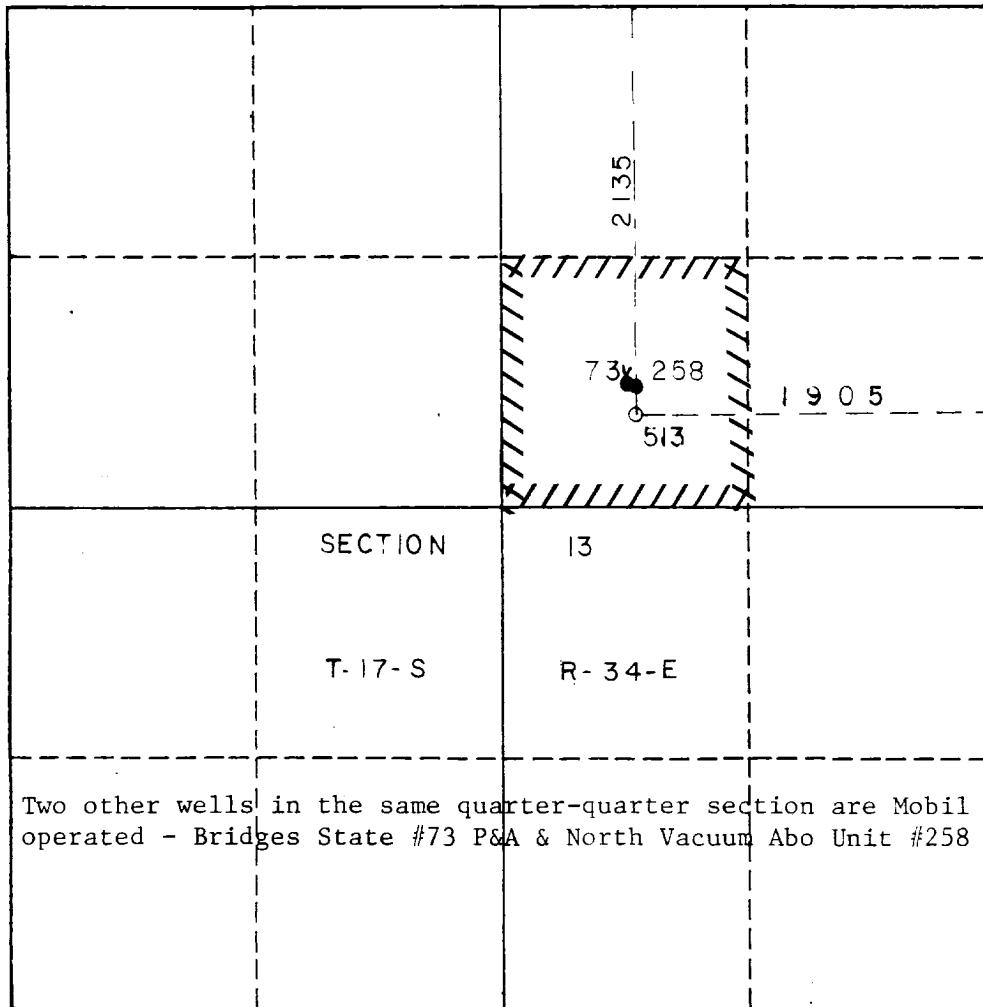 2135
73 258
1905
513
SECTION 13
T-17-S R-34-E
Two other wells in the same quarter-quarter section are Mobil
operated - Bridges State #73 P&A & North Vacuum Abo Unit #258